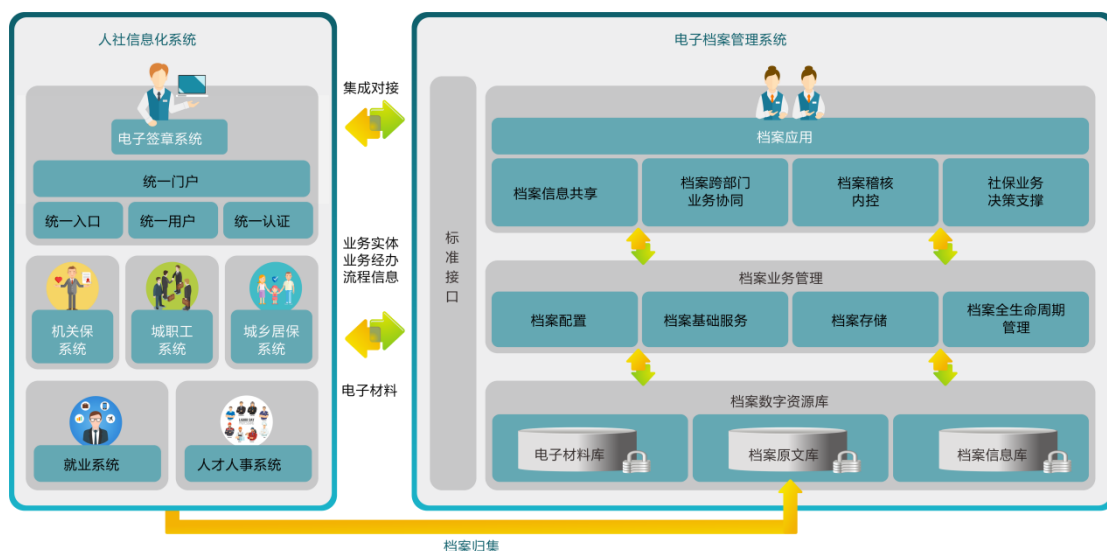 人社信息化系统
电子签章系统
统一门户
统一入口
统一用户
统一认证
机关保
系统
城职工
系统
城乡居保
系统
就业系统
人才人事系统
集成对接
业务实体
业务经办
流程信息
电子材料
电子档案管理系统
标
准
接
口
档案应用
档案信息共享
档案跨部门
业务协同
档案稽核
内控
社保业务
决策支撑
档案业务管理
档案配置
档案基础服务
档案存储
档案全生命周期
管理
档案数字资源库
电子材料库
档案原文库
档案信息库
档案归集